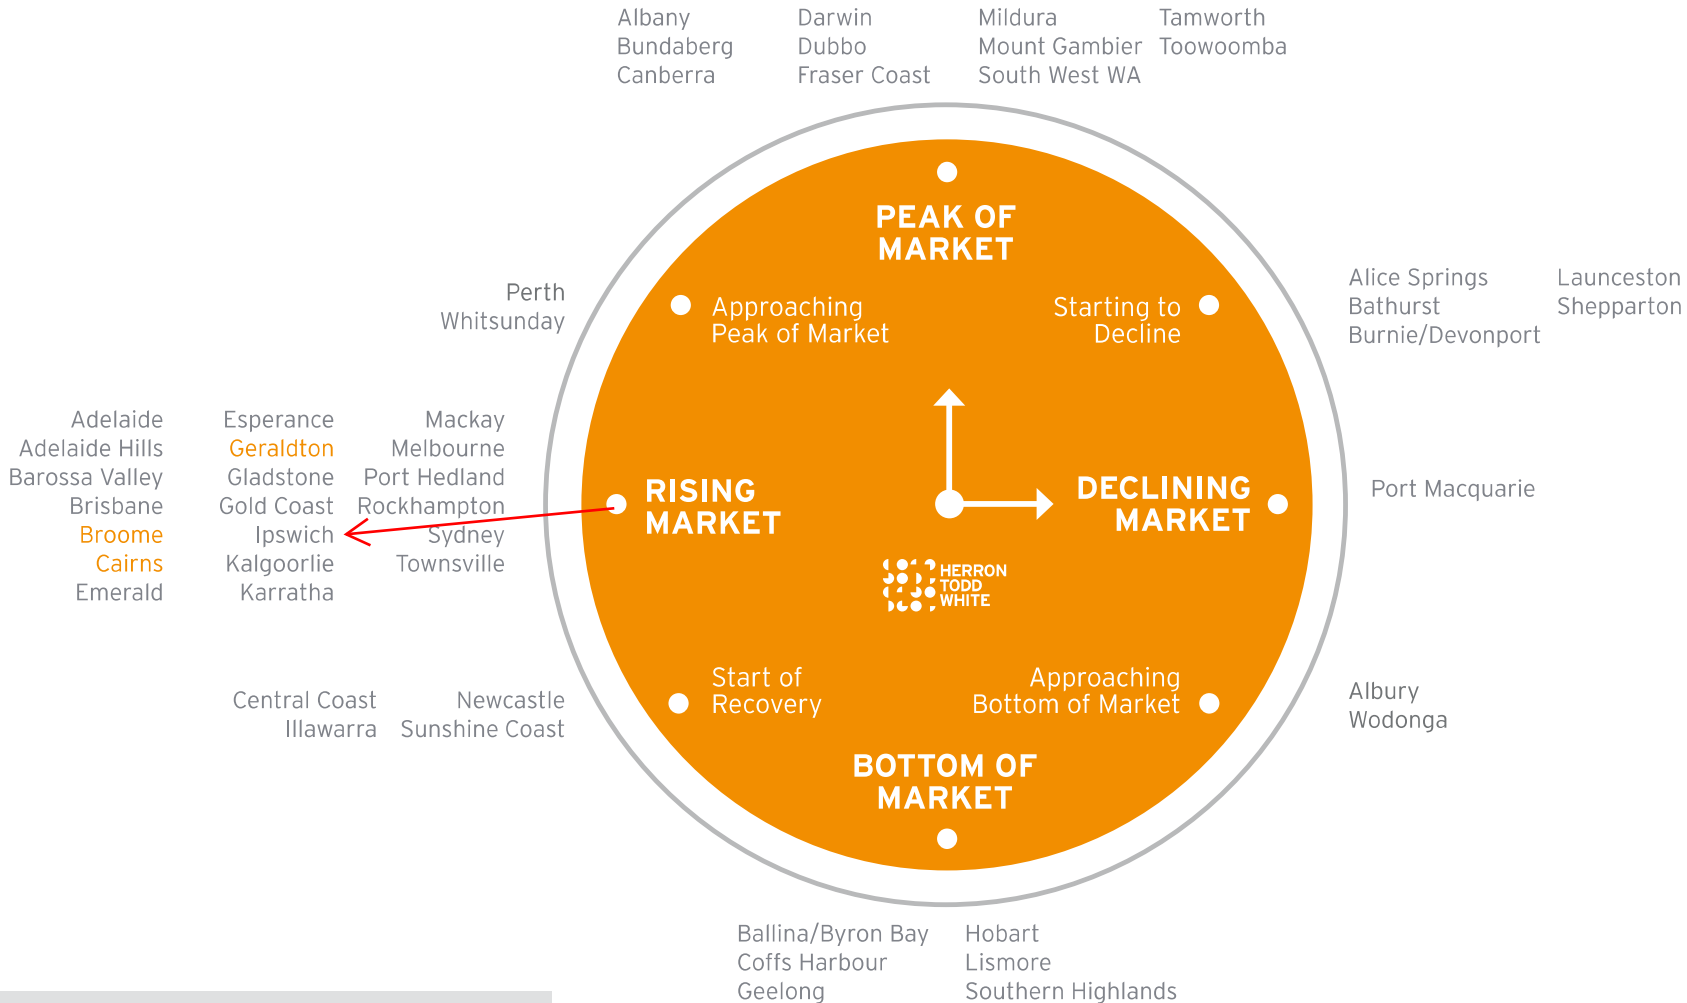 Albany Darwin Mildura Tamworth
Bundaberg Dubbo Mount Gambier Toowoomba
Canberra Fraser Coast South West WA
PEAK OF
MARKET
Perth
Whitsunday
Approaching
Peak of Market
Starting to
Decline
Alice Springs Launceston
Bathurst Shepparton
Burnie/Devonport
Adelaide Esperance Mackay
Adelaide Hills Geraldton Melbourne
Barossa Valley Gladstone Port Hedland
Brisbane Gold Coast Rockhampton
Broome Ipswich Sydney
Cairns Kalgoorlie Townsville
Emerald Karratha
RISING
MARKET
DECLINING
MARKET
Port Macquarie
HERRON
TODD
WHITE
Central Coast Newcastle
Illawarra Sunshine Coast
Start of
Recovery
Approaching
Bottom of Market
Albury
Wodonga
BOTTOM OF
MARKET
Ballina/Byron Bay Hobart
Coffs Harbour Lismore
Geelong Southern Highlands